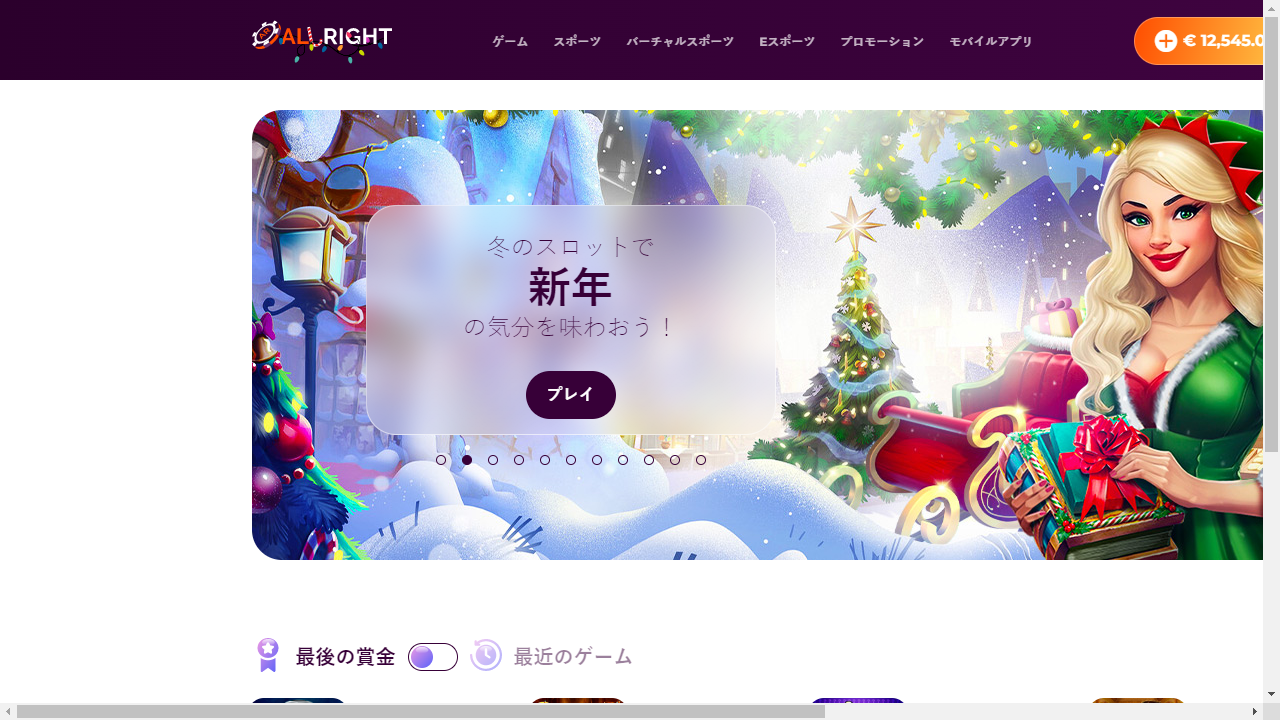 ALL RIGHT
ゲーム
スポーツ
バーチャルスポーツ
Eスポーツ
プロモーション
モバイルアプリ
€ 12,545.0
冬のスロットで
新年
の気分を味わおう！
プレイ
最後の賞金
最近のゲーム